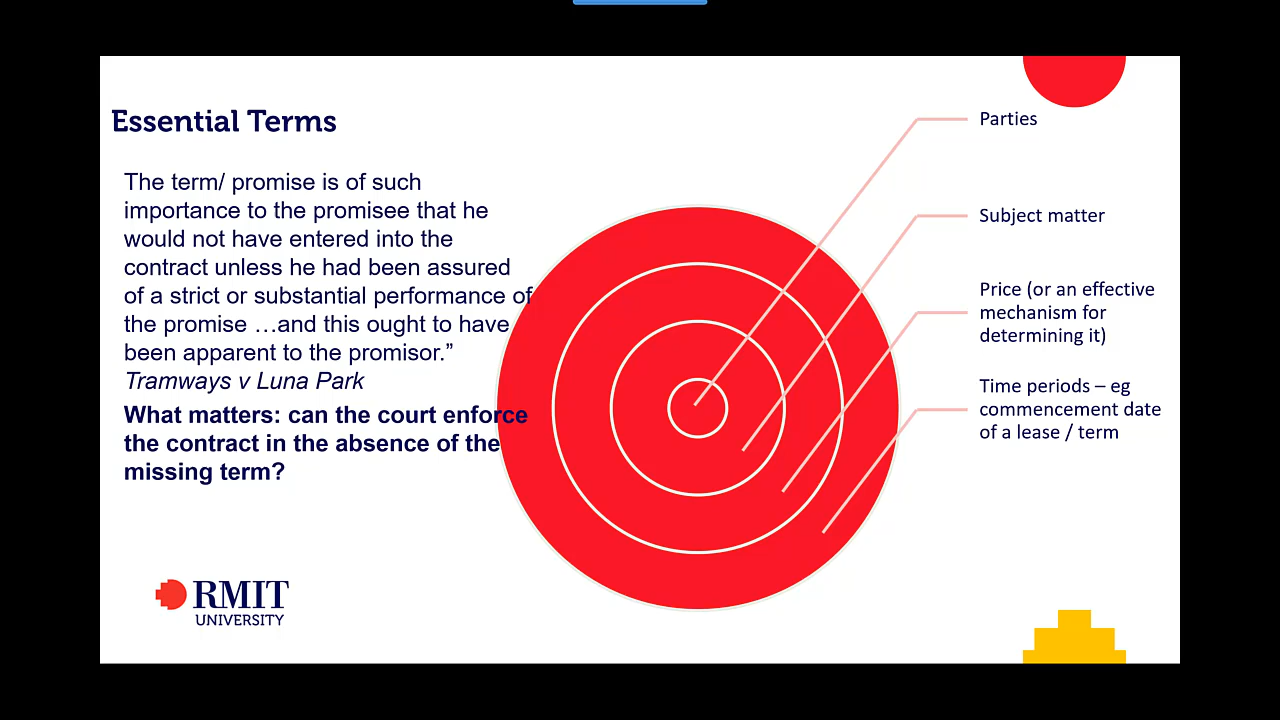 Essential Terms
The term/ promise is of such
importance to the promisee that he
would not have entered into the
contract unless he had been assured
of a strict or substantial performance of
the promise …and this ought to have
been apparent to the promisor.”
Tramways v Luna Park
What matters: can the court enforce
the contract in the absence of the
missing term?
Parties
Subject matter
Price (or an effective
mechanism for
determining it)
Time periods – eg
commencement date
of a lease / term
RMIT
UNIVERSITY